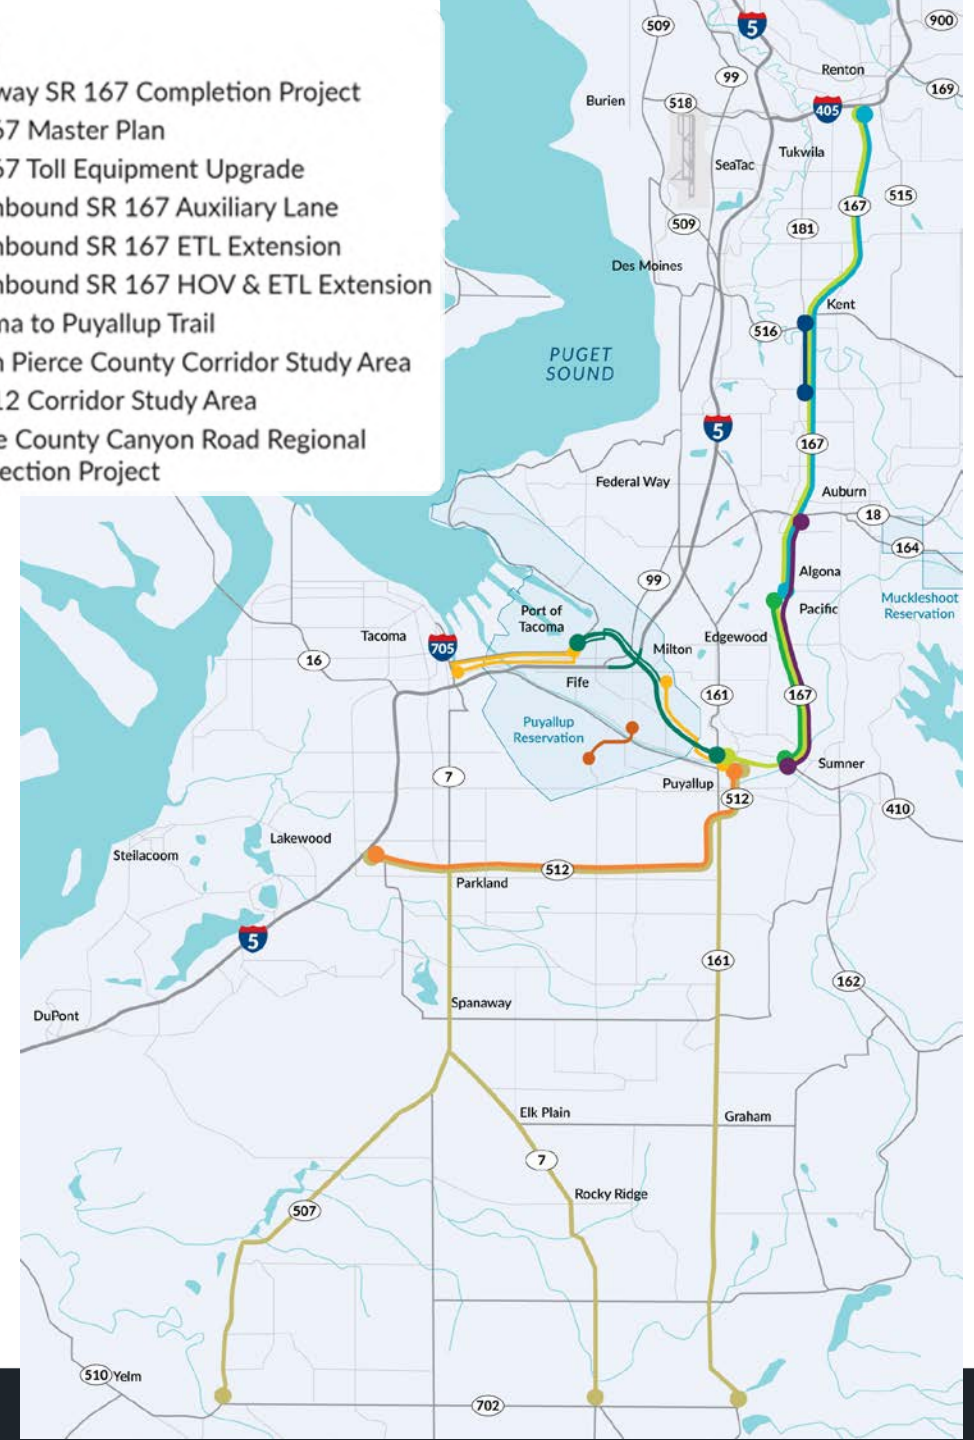 way SR 167 Completion Project
67 Master Plan
67 Toll Equipment Upgrade
nbound SR 167 Auxiliary Lane
nbound SR 167 ETL Extension
nbound SR 167 HOV & ETL Extension
ma to Puyallup Trail
h Pierce County Corridor Study Area
12 Corridor Study Area
e County Canyon Road Regional
ection Project
509
5
900
99
Renton
169
Burien
518
405
SeaTac
Tukwila
167
515
509
181
Des Moines
Kent
516
PUGET
SOUND
5
167
Federal Way
Auburn
18
164
99
Algona
Muckleshoot
Reservation
Port of
Tacoma
Pacific
Tacoma
705
Milton
Edgewood
16
Fife
161
167
Puyallup
Reservation
Sumner
7
Puyallup
512
410
Lakewood
Steilacoom
512
Parkland
5
161
162
Spanaway
DuPont
Elk Plain
Graham
7
Rocky Ridge
507
510
Yelm
702